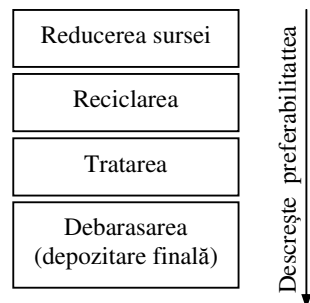 Reducerea sursei
Reciclarea
Tratarea
Debarasarea
(depozitare finală)
Descrește preferabilitattea